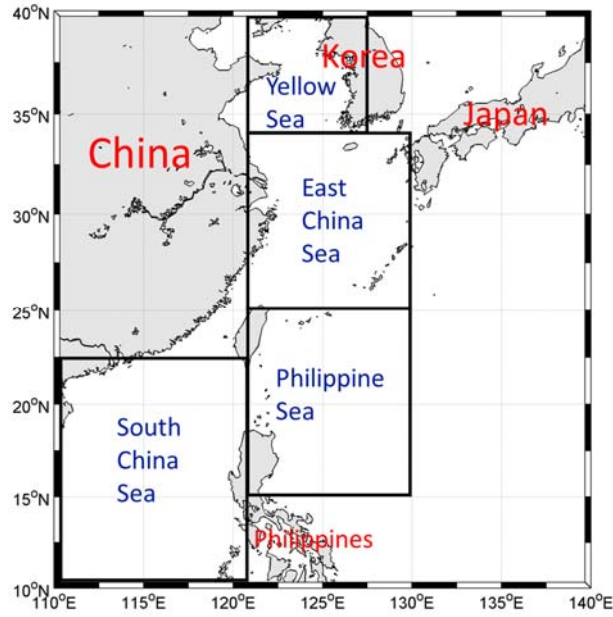 40°N
Korea
Yellow
Sea
35°N
Japan
China
East
China
Sea
30°N
25°N
Philippine
Sea
20°N
South
China
Sea
15°N
Philippines
10°N
110°E
115°E
120°E
125°E
130°E
135°E
140°E